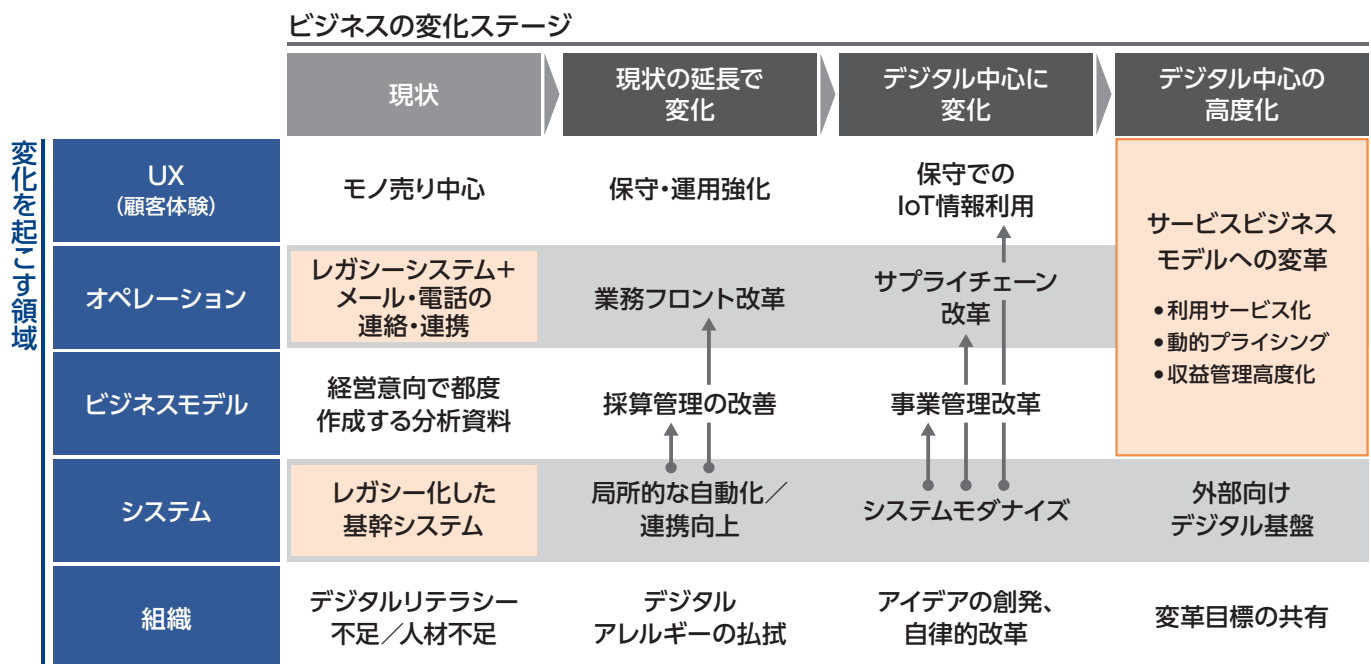 ビジネスの変化ステージ
現状
現状の延長で
変化
デジタル中心に
変化
デジタル中心の
高度化
変化を起こす領域
UX
(顧客体験)
モノ売り中心
保守・運用強化
保守での
IoT情報利用
サービスビジネス
モデルへの変革
•利用サービス化
•動的プライシング
•収益管理高度化
オペレーション
レガシーシステム+
メール・電話の
連絡・連携
業務フロント改革
サプライチェーン
改革
ビジネスモデル
経営意向で都度
作成する分析資料
採算管理の改善
事業管理改革
システム
レガシー化した
基幹システム
局所的な自動化/
連携向上
システムモダナイズ
外部向け
デジタル基盤
組織
デジタルリテラシー
不足/人材不足
デジタル
アレルギーの払拭
アイデアの創発、
自律的改革
変革目標の共有